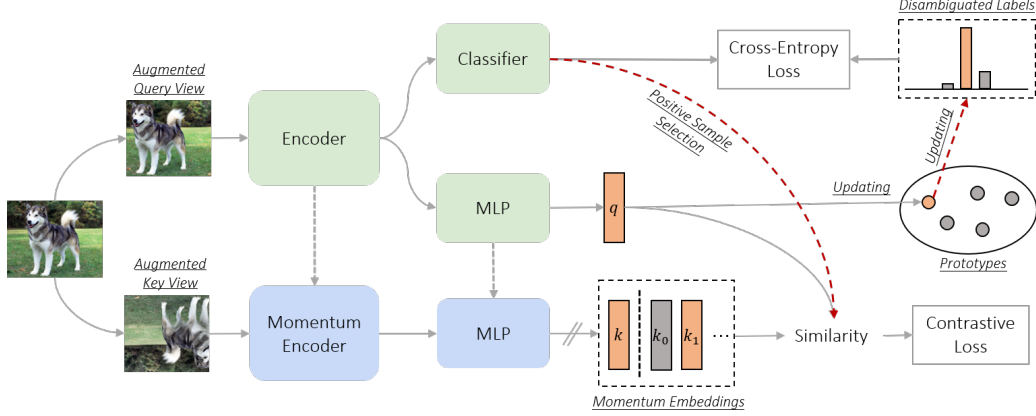 Disambiguated Labels
Augmented
Query View
Classifier
Cross-Entropy
Loss
Encoder
Positive Sample
Selection
Updating
MLP
q
Updating
Prototypes
Augmented
Key View
Momentum
Encoder
MLP
k
k₀
k₁
...
Similarity
Contrastive
Loss
Momentum Embeddings